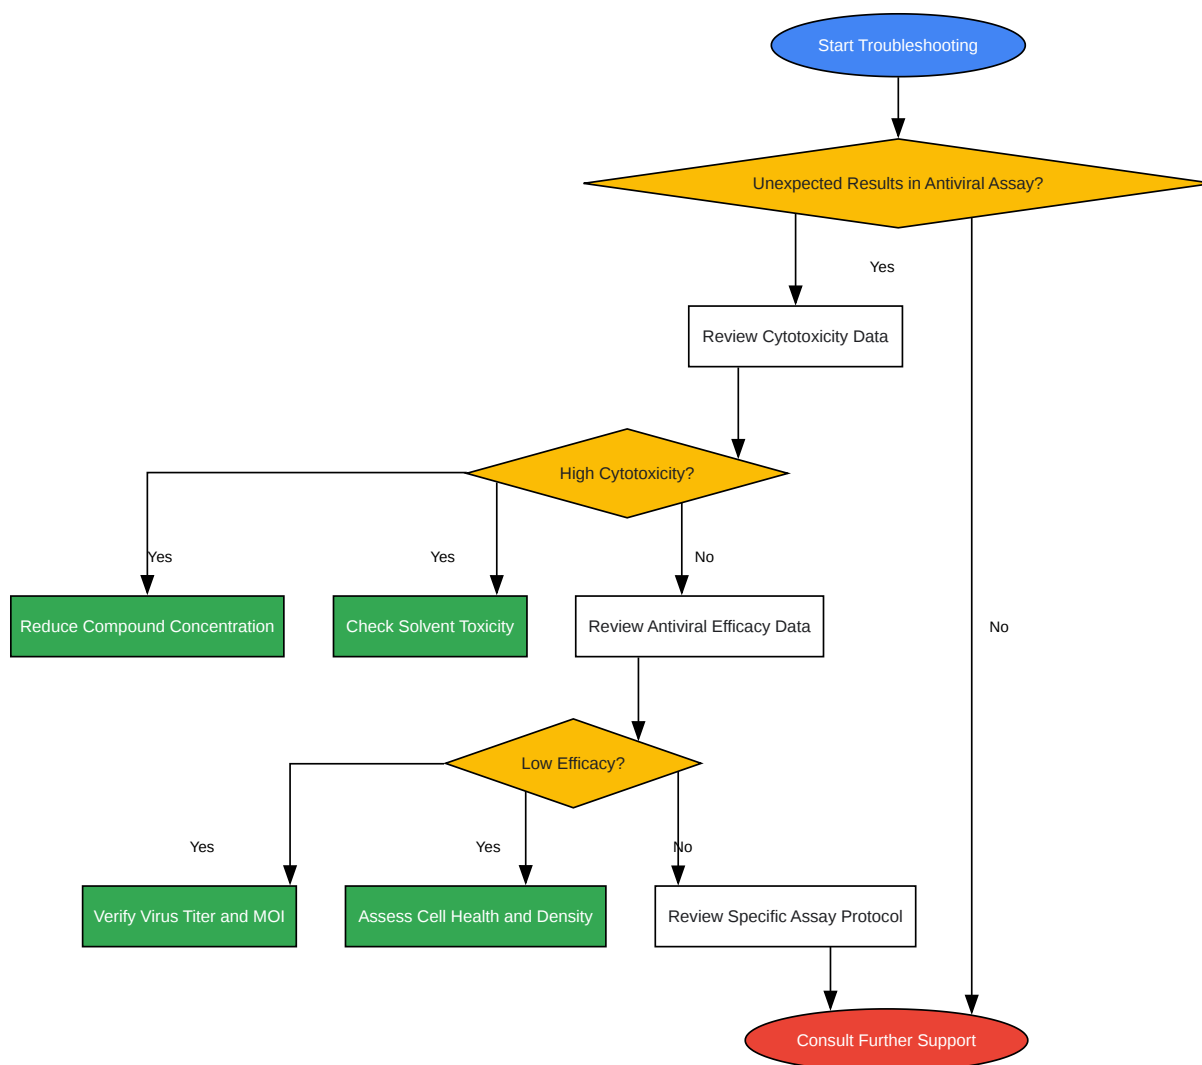 Start Troubleshooting
Unexpected Results in Antiviral Assay?
Yes
Review Cytotoxicity Data
High Cytotoxicity?
Yes
Yes
No
Reduce Compound Concentration
Check Solvent Toxicity
Review Antiviral Efficacy Data
No
Low Efficacy?
Yes
Yes
No
Verify Virus Titer and MOI
Assess Cell Health and Density
Review Specific Assay Protocol
Consult Further Support